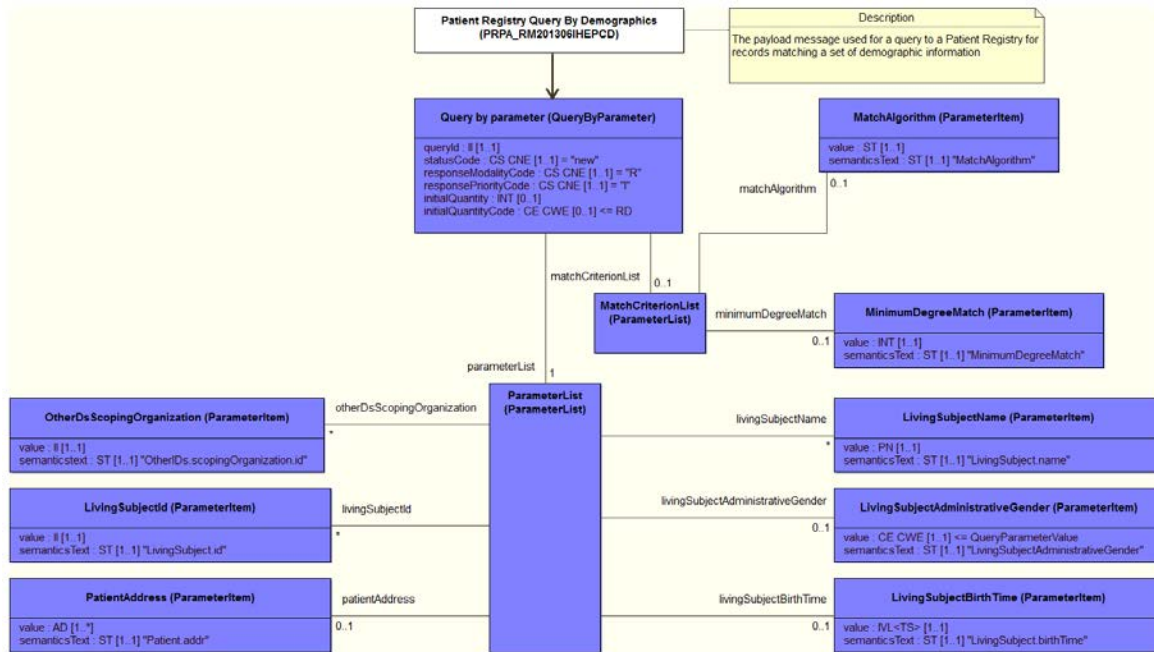 Patient Registry Query By Demographics
(PRPA_RM201306IHEPCD)
Description
The payload message used for a query to a Patient Registry for
records matching a set of demographic information
Query by parameter (QueryByParameter)
queryId : II [1..1]
statusCode : CS CNE [1..1] = "new"
responseModalityCode : CS CNE [1..1] = "R"
responsePriorityCode : CS CNE [1..1] = "I"
initialQuantity : INT [0..1]
initialQuantityCode : CE CWE [0..1] <= RD
MatchAlgorithm (ParameterItem)
value : ST [1..1]
semanticsText : ST [1..1] "MatchAlgorithm"
matchAlgorithm
0..1
matchCriterionList
0..1
MatchCriterionList
(ParameterList)
minimumDegreeMatch
0..1
MinimumDegreeMatch (ParameterItem)
value : INT [1..1]
semanticsText : ST [1..1] "MinimumDegreeMatch"
parameterList
1
ParameterList
(ParameterList)
OtherDsScopingOrganization (ParameterItem)
value : II [1..1]
semanticstext : ST [1..1] "OtherIDs.scopingOrganization.id"
otherDsScopingOrganization
*
livingSubjectName
*
LivingSubjectName (ParameterItem)
value : PN [1..1]
semanticsText : ST [1..1] "LivingSubject.name"
LivingSubjectId (ParameterItem)
value : II [1..1]
semanticsText : ST [1..1] "LivingSubject.id"
livingSubjectId
*
livingSubjectAdministrativeGender
0..1
LivingSubjectAdministrativeGender (ParameterItem)
value : CE CWE [1..1] <= QueryParameterValue
semanticsText : ST [1..1] "LivingSubjectAdministrativeGender"
PatientAddress (ParameterItem)
value : AD [1..*]
semanticsText : ST [1..1] "Patient.addr"
patientAddress
0..1
livingSubjectBirthTime
0..1
LivingSubjectBirthTime (ParameterItem)
value : IVL<TS> [1..1]
semanticsText : ST [1..1] "LivingSubject.birthTime"